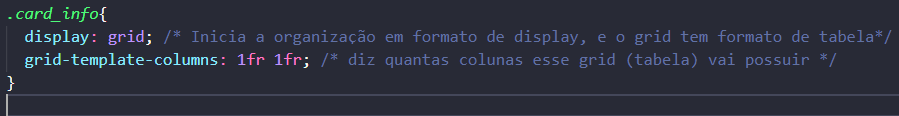 .card_info{
display: grid; /* Inicia a organização em formato de display, e o grid tem formato de tabela*/
grid-template-columns: 1fr 1fr; /* diz quantas colunas esse grid (tabela) vai possuir */
}